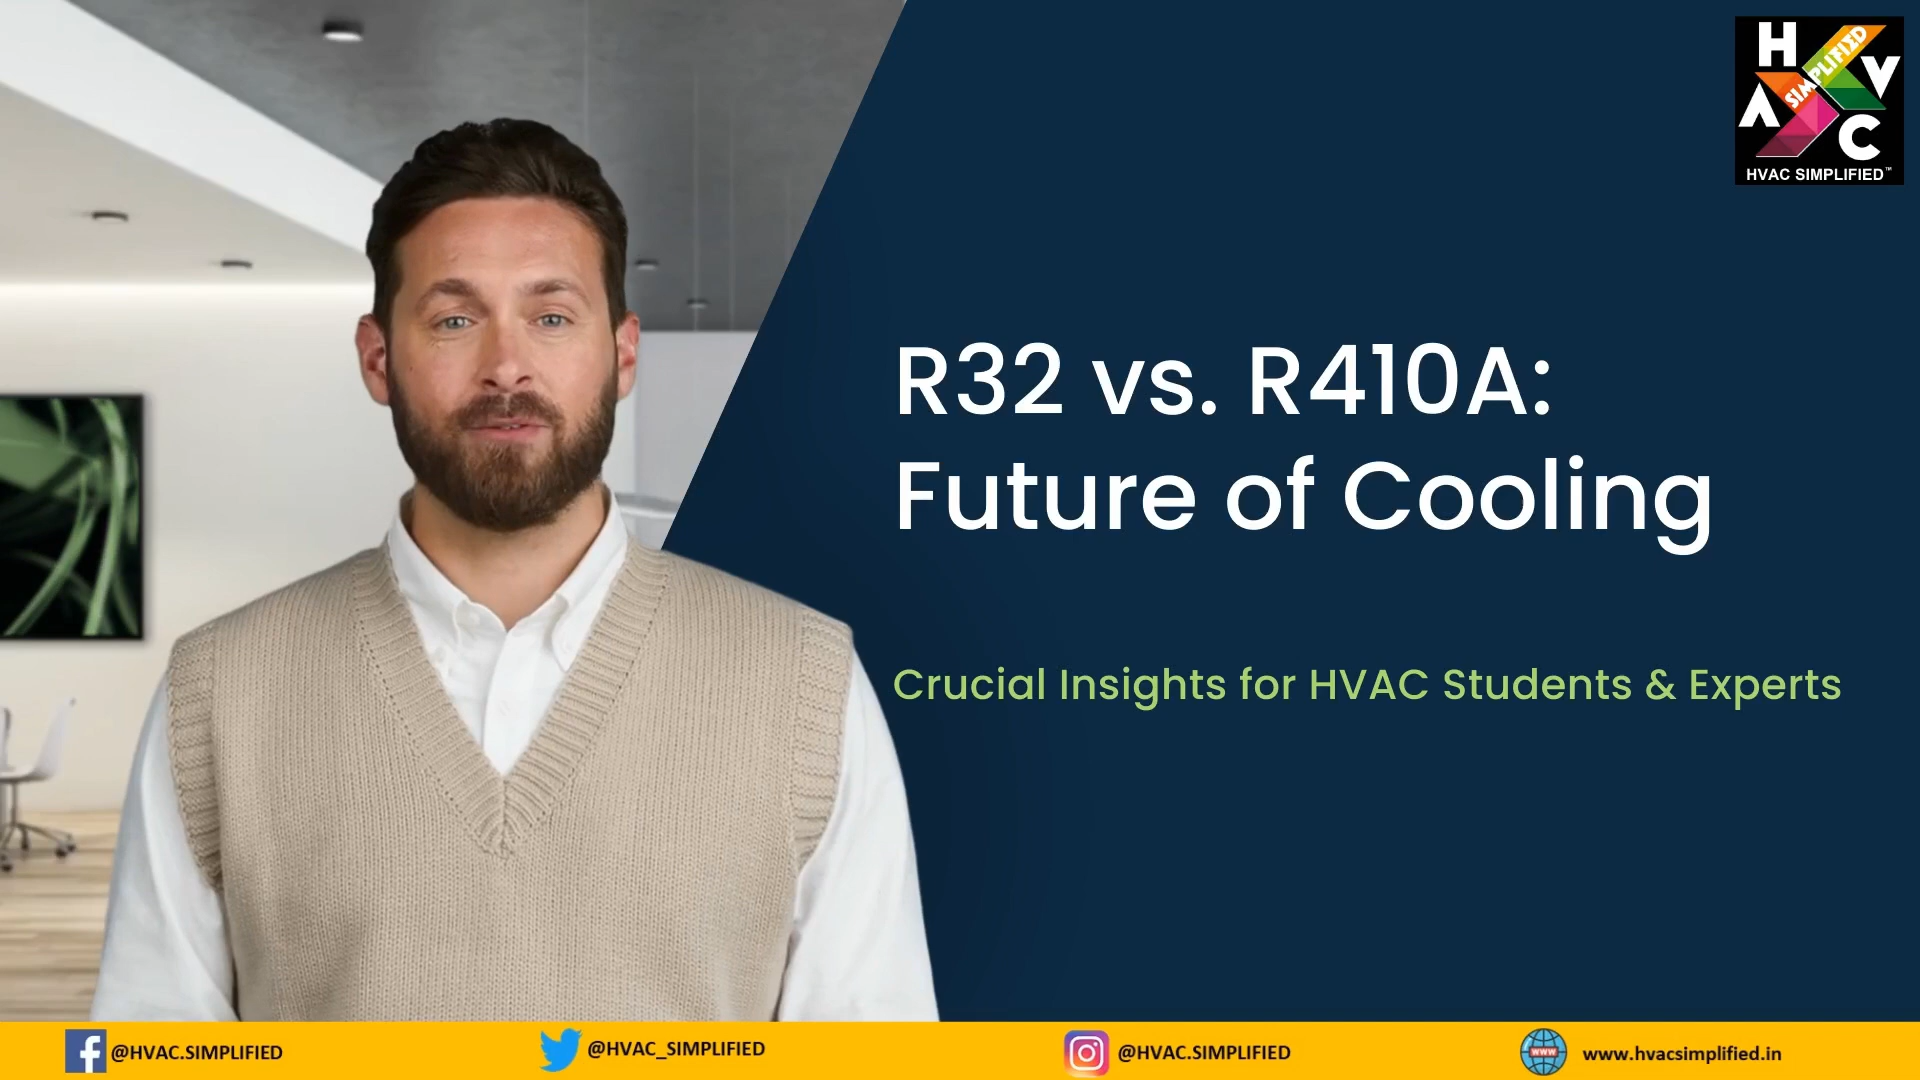 H
V
A
C
SIMPLIFIED
HVAC SIMPLIFIED™
R32 vs. R410A:
Future of Cooling
Crucial Insights for HVAC Students & Experts
@HVAC.SIMPLIFIED
@HVAC_SIMPLIFIED
@HVAC.SIMPLIFIED
www
www.hvacsimplified.in